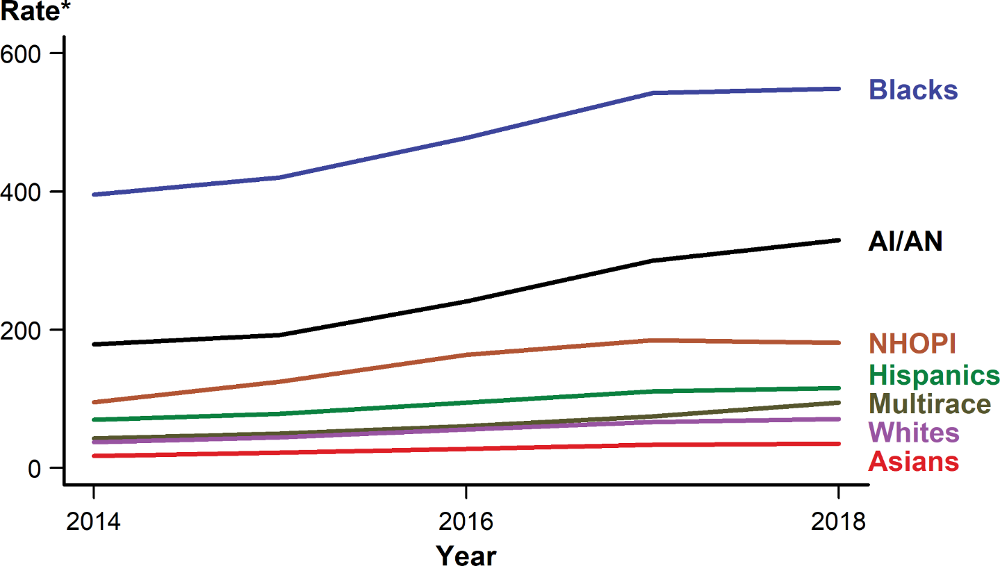 Rate*
600
Blacks
400
AI/AN
200
NHOPI
Hispanics
Multirace
Whites
Asians
0
2014 2016 2018
Year